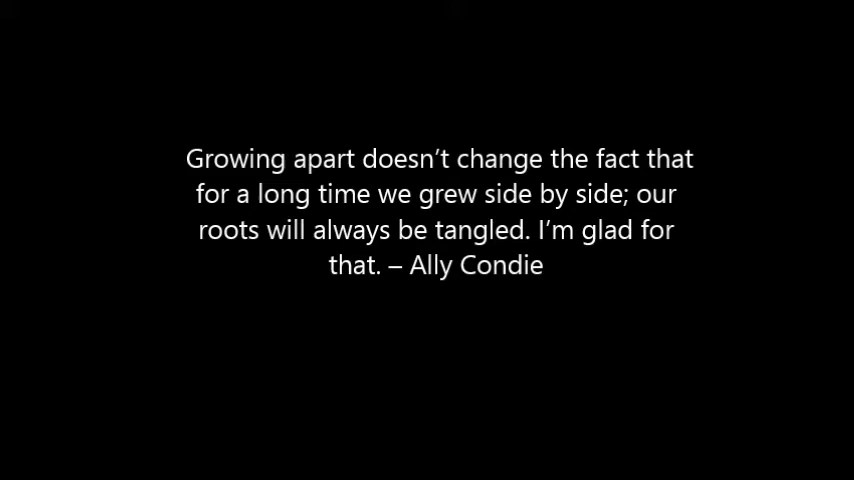 Growing apart doesn’t change the fact that
for a long time we grew side by side; our
roots will always be tangled. I’m glad for
that. – Ally Condie